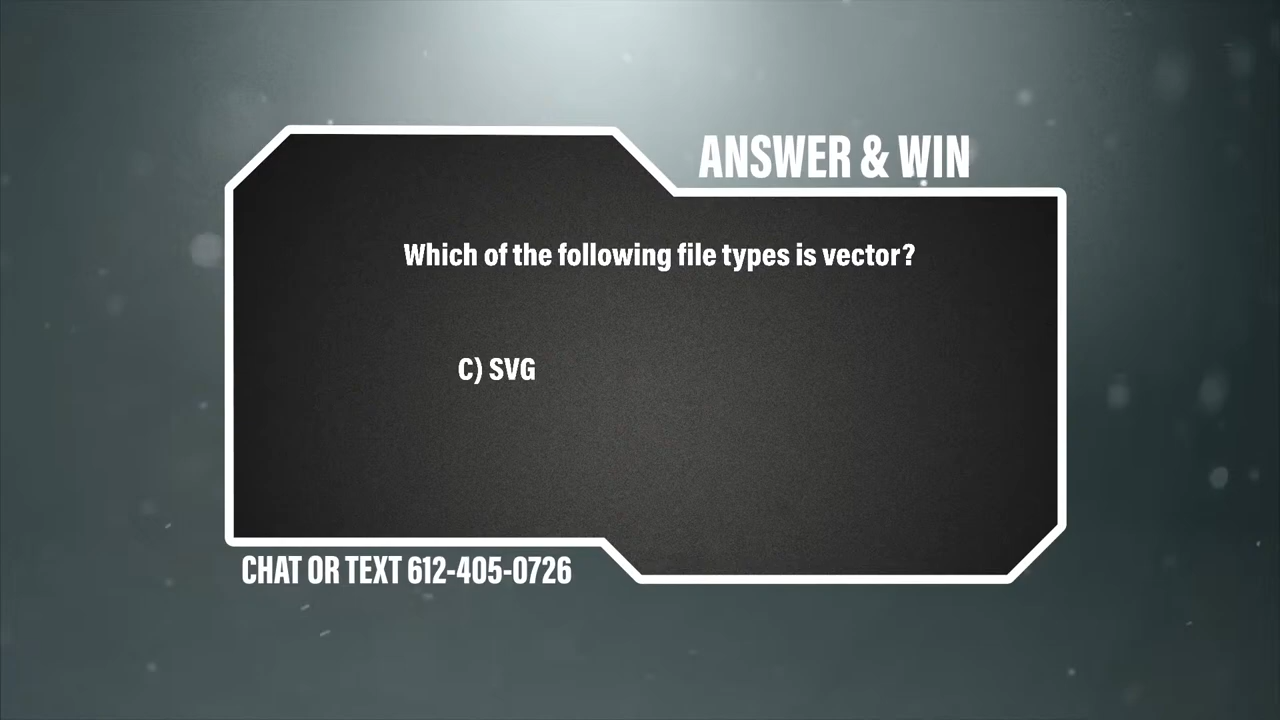 ANSWER & WIN
Which of the following file types is vector?
C) SVG
CHAT OR TEXT 612-405-0726